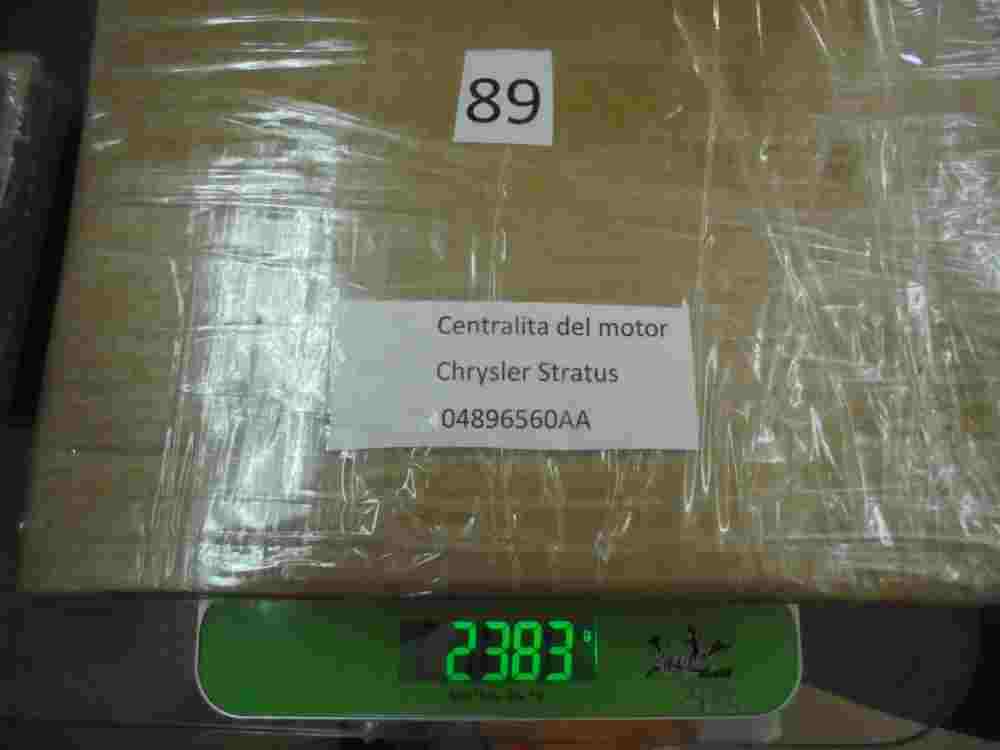 89
Centralita del motor
Chrysler Stratus
04896560AA
2383 g